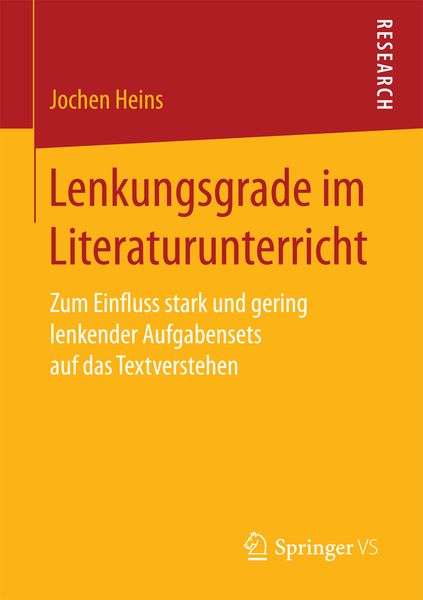 RESEARCH
Jochen Heins
Lenkungsgrade im
Literaturunterricht
Zum Einfluss stark und gering
lenkender Aufgabensets
auf das Textverstehen
Springer VS